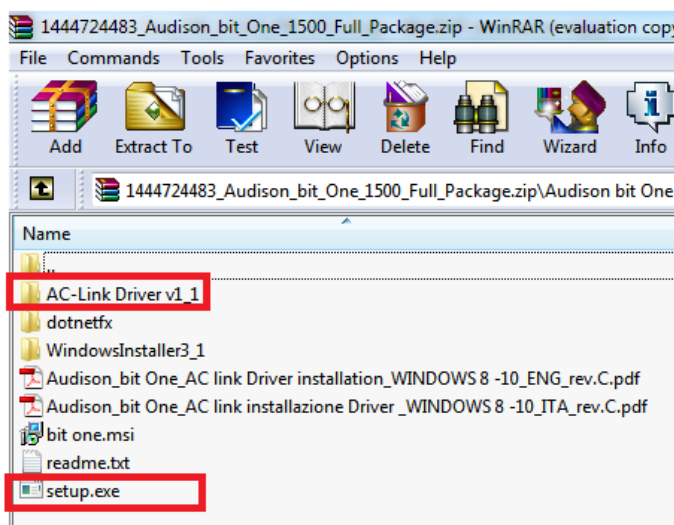 1444724483_Audison_bit_One_1500_Full_Package.zip - WinRAR (evaluation copy
File Commands Tools Favorites Options Help
Add Extract To Test View Delete Find Wizard Info
1444724483_Audison_bit_One_1500_Full_Package.zip\Audison bit One
Name
..
AC-Link Driver v1_1
dotnetfx
WindowsInstaller3_1
Audison_bit One_AC link Driver installation_WINDOWS 8 -10_ENG_rev.C.pdf
Audison_bit One_AC link installazione Driver _WINDOWS 8 -10_ITA_rev.C.pdf
bit one.msi
readme.txt
setup.exe